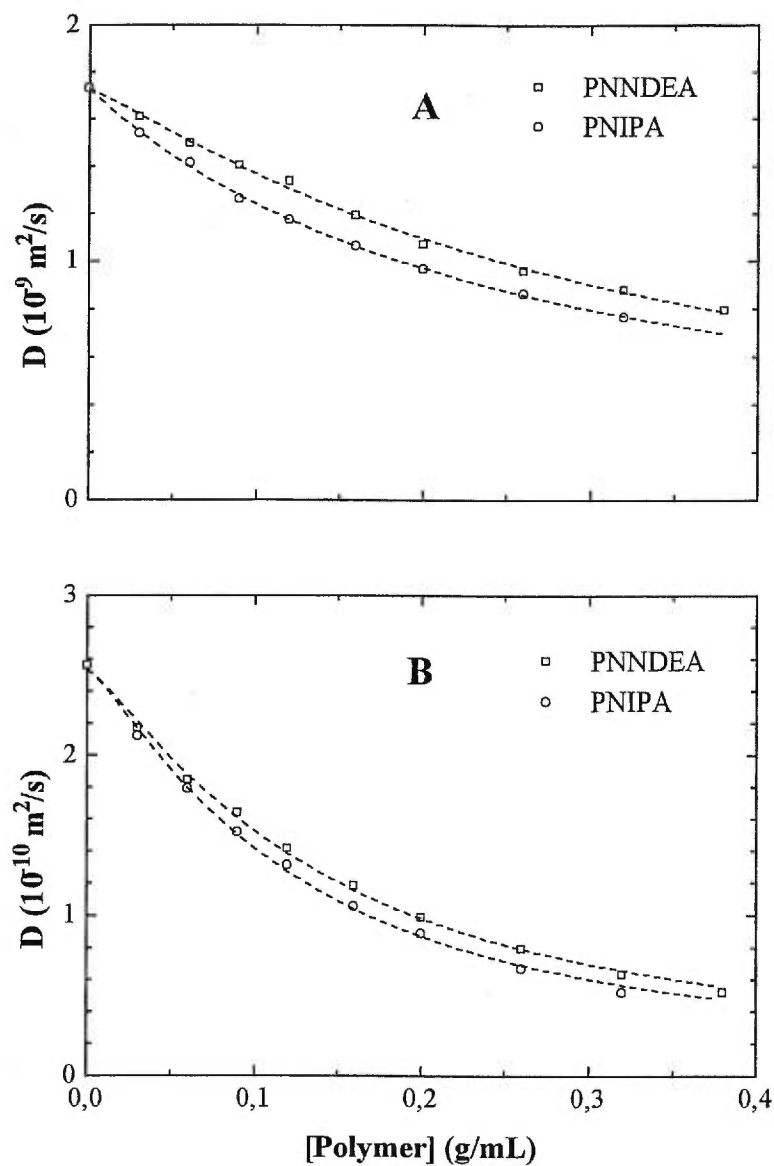 2
A
PNNDEA
PNIPA
D (10⁻⁹ m²/s)
1
0
3
B
PNNDEA
PNIPA
D (10⁻¹⁰ m²/s)
2
1
0
0,0 0,1 0,2 0,3 0,4
[Polymer] (g/mL)